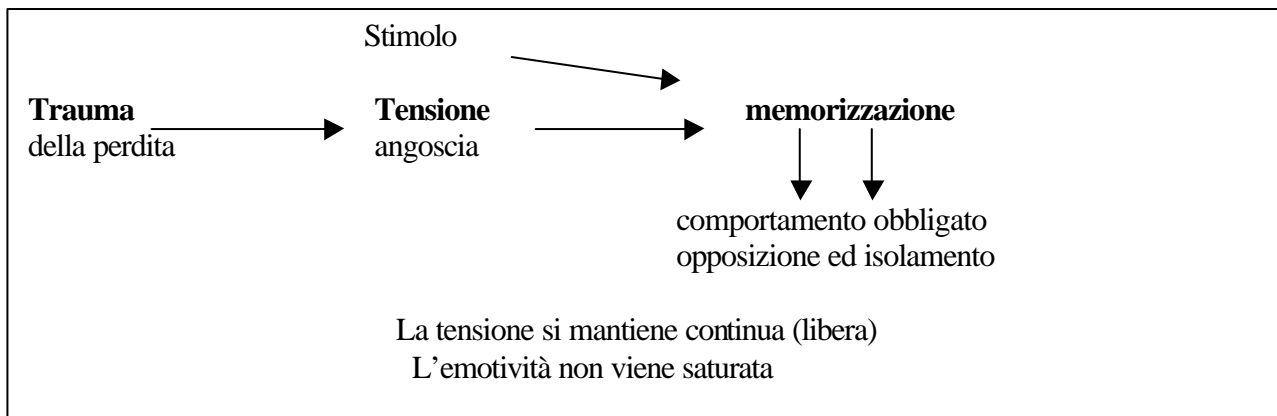 Stimolo
Trauma
della perdita
Tensione
angoscia
memorizzazione
comportamento obbligato
opposizione ed isolamento
La tensione si mantiene continua (libera)
L’emotività non viene saturata